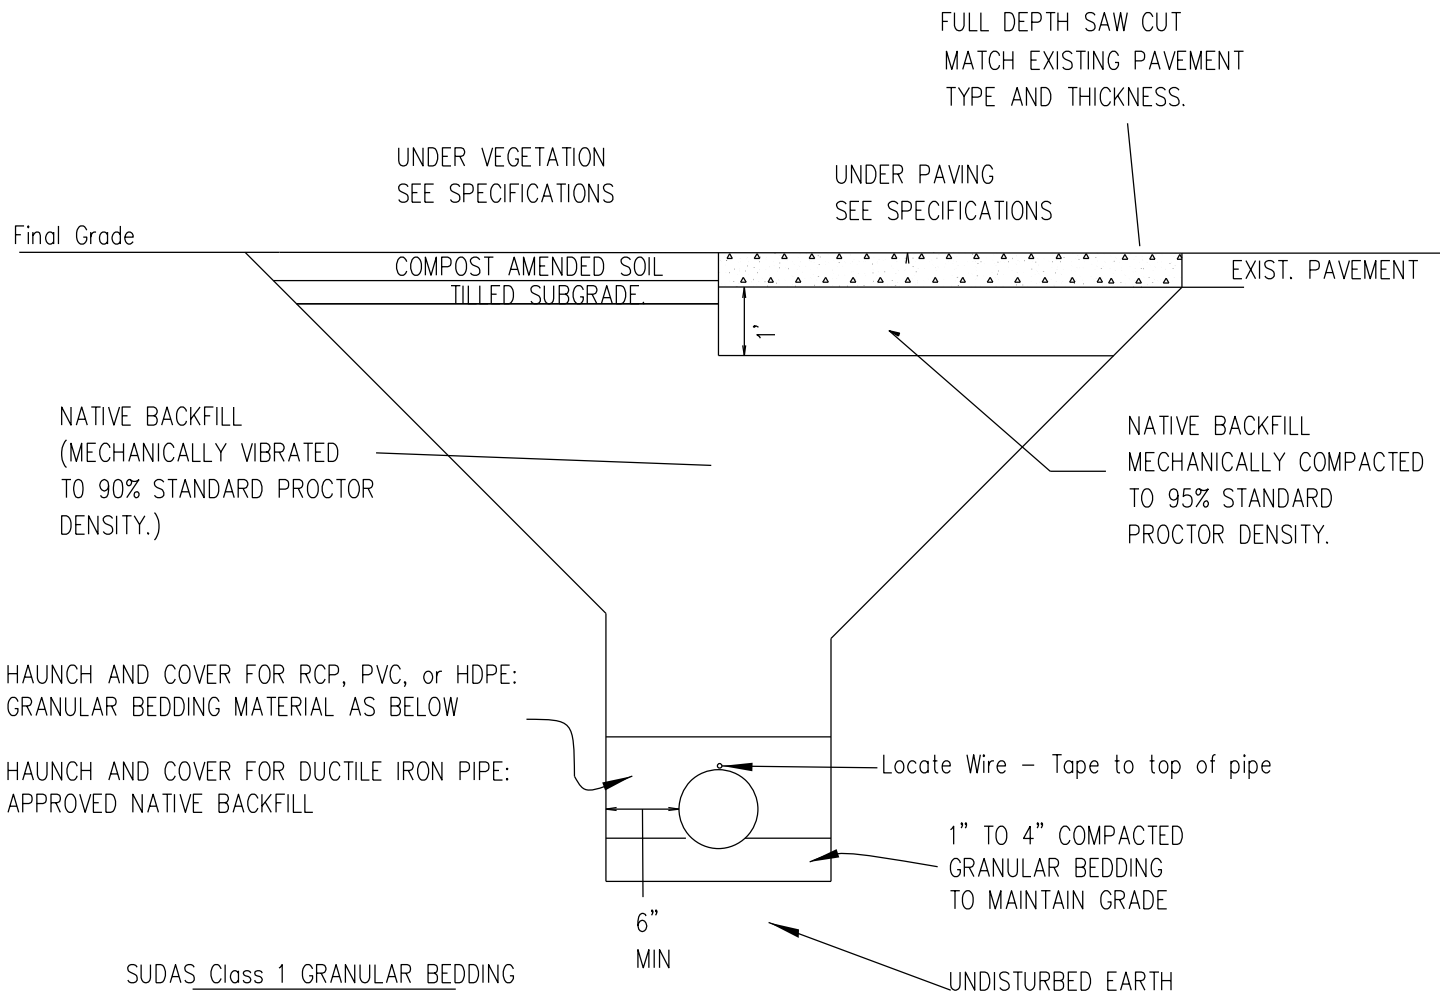 FULL DEPTH SAW CUT
MATCH EXISTING PAVEMENT
TYPE AND THICKNESS.
UNDER VEGETATION
SEE SPECIFICATIONS
UNDER PAVING
SEE SPECIFICATIONS
Final Grade
COMPOST AMENDED SOIL
TILLED SUBGRADE.
EXIST. PAVEMENT
1'
NATIVE BACKFILL
(MECHANICALLY VIBRATED
TO 90% STANDARD PROCTOR
DENSITY.)
NATIVE BACKFILL
MECHANICALLY COMPACTED
TO 95% STANDARD
PROCTOR DENSITY.
HAUNCH AND COVER FOR RCP, PVC, or HDPE:
GRANULAR BEDDING MATERIAL AS BELOW
HAUNCH AND COVER FOR DUCTILE IRON PIPE:
APPROVED NATIVE BACKFILL
Locate Wire – Tape to top of pipe
1” TO 4” COMPACTED
GRANULAR BEDDING
TO MAINTAIN GRADE
6”
MIN
UNDISTURBED EARTH
SUDAS Class 1 GRANULAR BEDDING